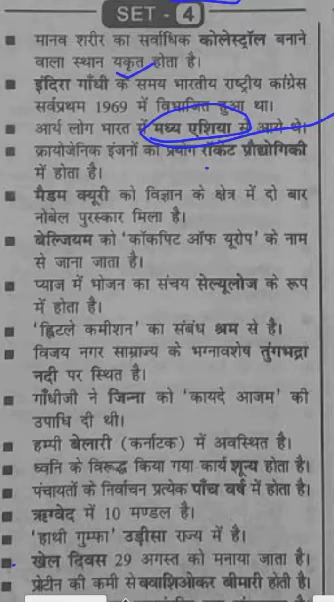 SET - 4
मानव शरीर का सर्वाधिक कोलेस्ट्रॉल बनाने
वाला स्थान यकृत होता है।
इंदिरा गाँधी के समय भारतीय राष्ट्रीय कांग्रेस
सर्वप्रथम 1969 में विभाजित हुआ था।
आर्य लोग भारत में मध्य एशिया से आये थे।
क्रायोजेनिक इंजनों का प्रयोग रॉकेट प्रौद्योगिकी
में होता है।
मैडम क्यूरी को विज्ञान के क्षेत्र में दो बार
नोबेल पुरस्कार मिला है।
बेल्जियम को 'कॉकपिट ऑफ यूरोप' के नाम
से जाना जाता है।
प्याज में भोजन का संचय सेल्यूलोज के रूप
में होता है।
'ह्विटले कमीशन' का संबंध श्रम से है।
विजय नगर साम्राज्य के भग्नावशेष तुंगभद्रा
नदी पर स्थित है।
गाँधीजी ने जिन्ना को 'कायदे आजम' की
उपाधि दी थी।
हम्पी बेलारी (कर्नाटक) में अवस्थित है।
ध्वनि के विरूद्ध किया गया कार्य शून्य होता है।
पंचायतों के निर्वाचन प्रत्येक पाँच वर्ष में होता है।
ऋग्वेद में 10 मण्डल है।
'हाथी गुम्फा' उड़ीसा राज्य में है।
खेल दिवस 29 अगस्त को मनाया जाता है।
प्रोटीन की कमी से क्वाशिओकर बीमारी होती है।